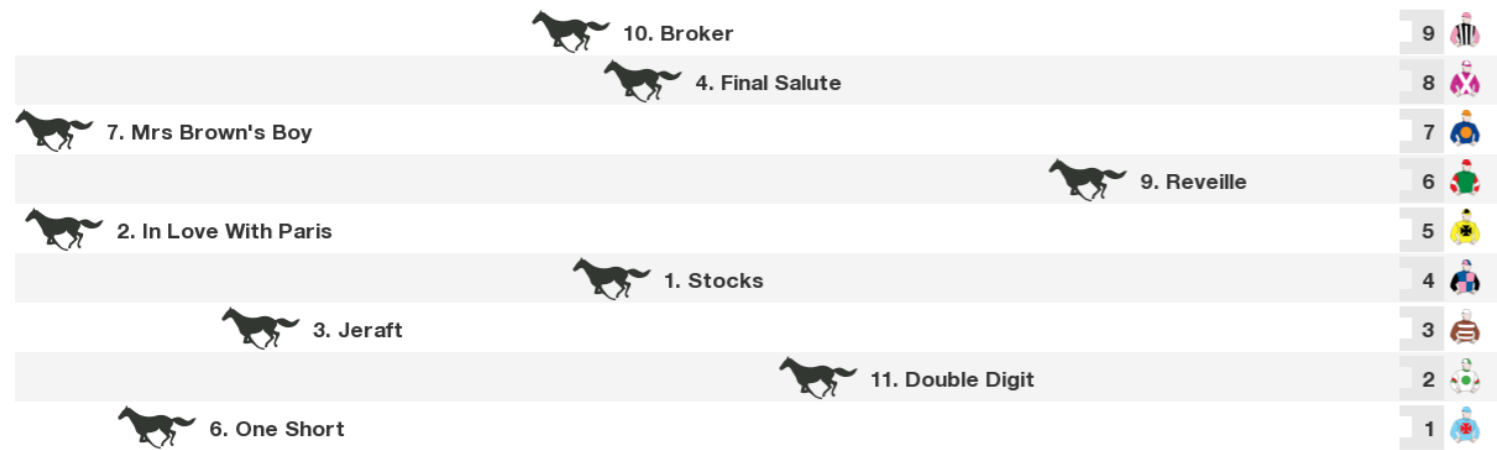 10. Broker 9
4. Final Salute 8
7. Mrs Brown's Boy 7
9. Reveille 6
2. In Love With Paris 5
1. Stocks 4
3. Jeraft 3
11. Double Digit 2
6. One Short 1